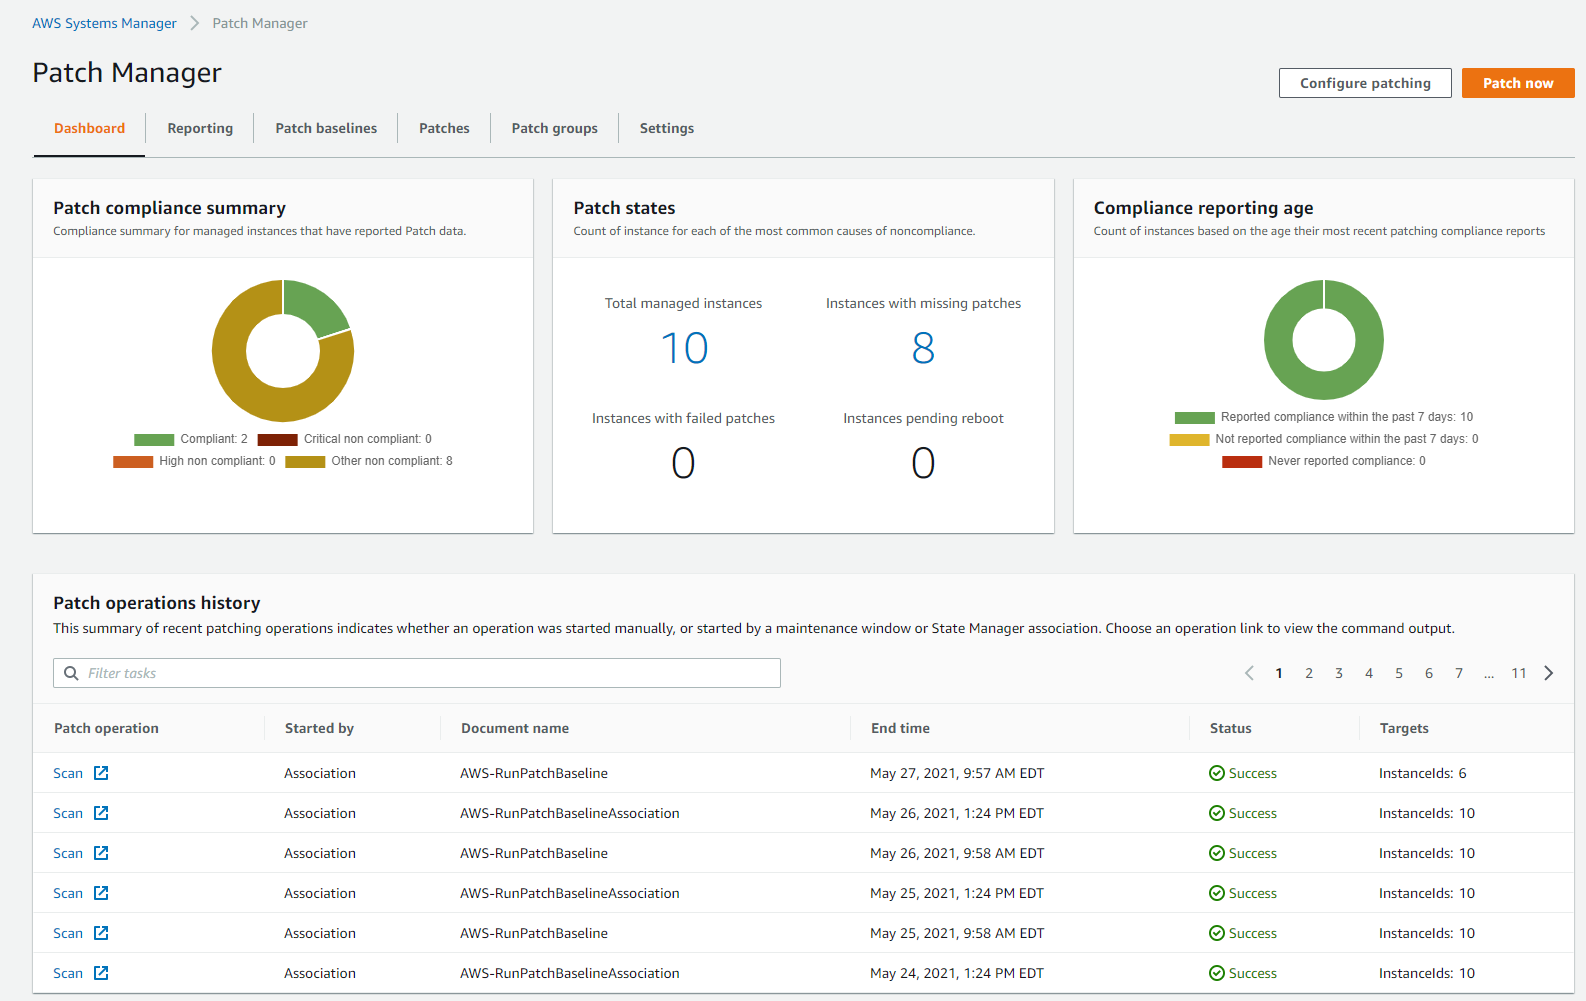 AWS Systems Manager > Patch Manager
Patch Manager
Configure patching Patch now
Dashboard Reporting Patch baselines Patches Patch groups Settings
Patch compliance summary
Compliance summary for managed instances that have reported Patch data.
Compliant: 2 Critical non compliant: 0
High non compliant: 0 Other non compliant: 8
Patch states
Count of instance for each of the most common causes of noncompliance.
Total managed instances Instances with missing patches
10 8
Instances with failed patches Instances pending reboot
0 0
Compliance reporting age
Count of instances based on the age their most recent patching compliance reports
Reported compliance within the past 7 days: 10
Not reported compliance within the past 7 days: 0
Never reported compliance: 0
Patch operations history
This summary of recent patching operations indicates whether an operation was started manually, or started by a maintenance window or State Manager association. Choose an operation link to view the command output.
Filter tasks 1 2 3 4 5 6 7 ... 11
Patch operation Started by Document name End time Status Targets
Scan Association AWS-RunPatchBaseline May 27, 2021, 9:57 AM EDT Success InstanceIds: 6
Scan Association AWS-RunPatchBaselineAssociation May 26, 2021, 1:24 PM EDT Success InstanceIds: 10
Scan Association AWS-RunPatchBaseline May 26, 2021, 9:58 AM EDT Success InstanceIds: 10
Scan Association AWS-RunPatchBaselineAssociation May 25, 2021, 1:24 PM EDT Success InstanceIds: 10
Scan Association AWS-RunPatchBaseline May 25, 2021, 9:58 AM EDT Success InstanceIds: 10
Scan Association AWS-RunPatchBaselineAssociation May 24, 2021, 1:24 PM EDT Success InstanceIds: 10